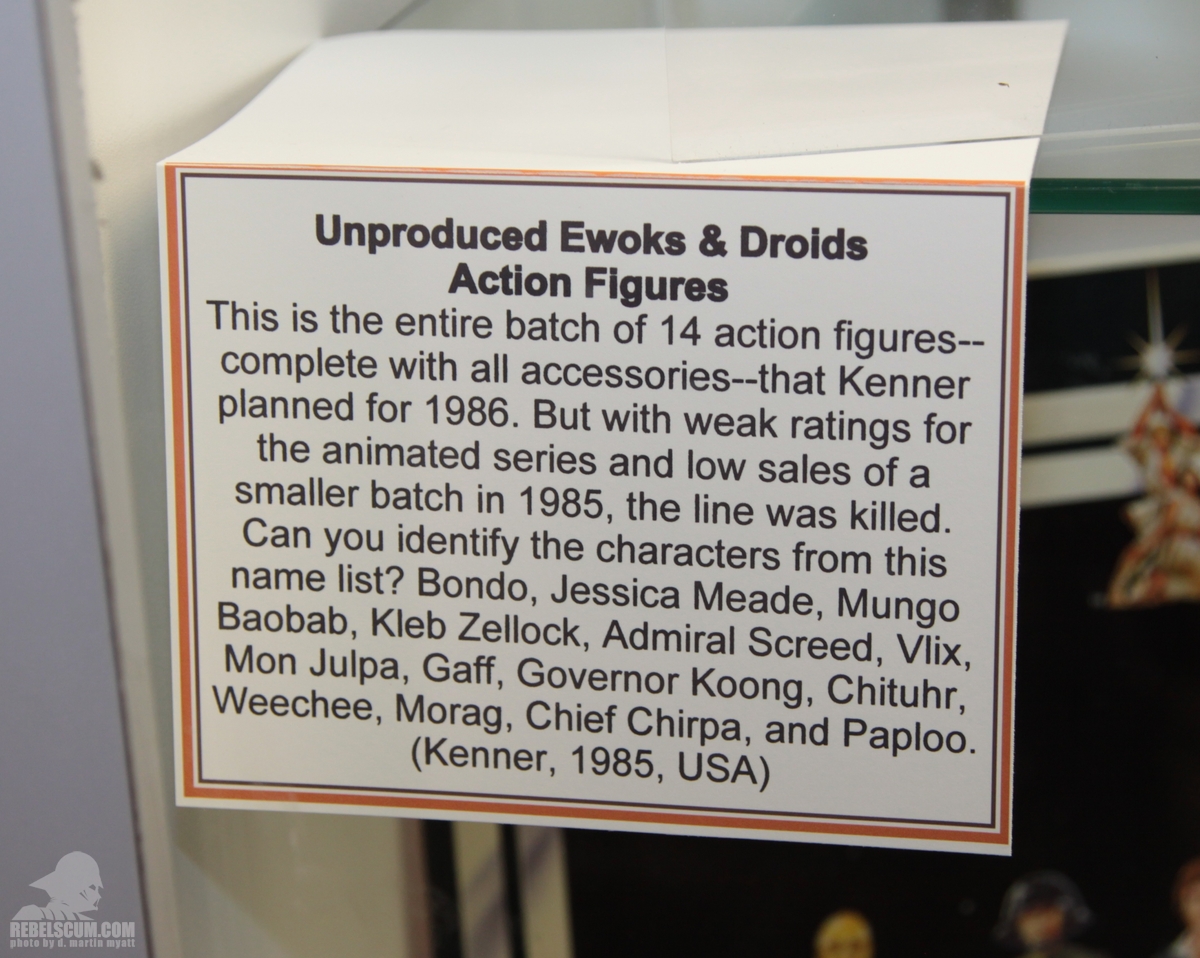 Unproduced Ewoks & Droids
Action Figures
This is the entire batch of 14 action figures--
complete with all accessories--that Kenner
planned for 1986. But with weak ratings for
the animated series and low sales of a
smaller batch in 1985, the line was killed.
Can you identify the characters from this
name list? Bondo, Jessica Meade, Mungo
Baobab, Kleb Zellock, Admiral Screed, Vlix,
Mon Julpa, Gaff, Governor Koong, Chituhr,
Weechee, Morag, Chief Chirpa, and Paploo.
(Kenner, 1985, USA)
REBELSCUM.COM
photo by d. martin myatt